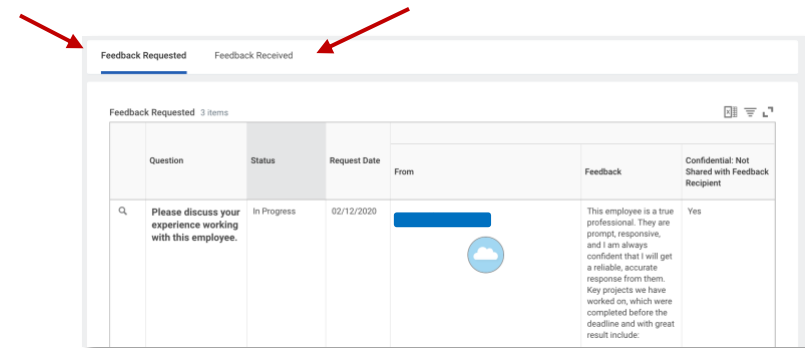 Feedback Requested Feedback Received
Feedback Requested 3 items
Question
Status
Request Date
From
Feedback
Confidential: Not
Shared with Feedback
Recipient
Please discuss your
experience working
with this employee.
In Progress
02/12/2020
This employee is a true
professional. They are
prompt, responsive,
and I am always
confident that I will get
a reliable, accurate
response from them.
Key projects we have
worked on, which were
completed before the
deadline and with great
result include:
Yes